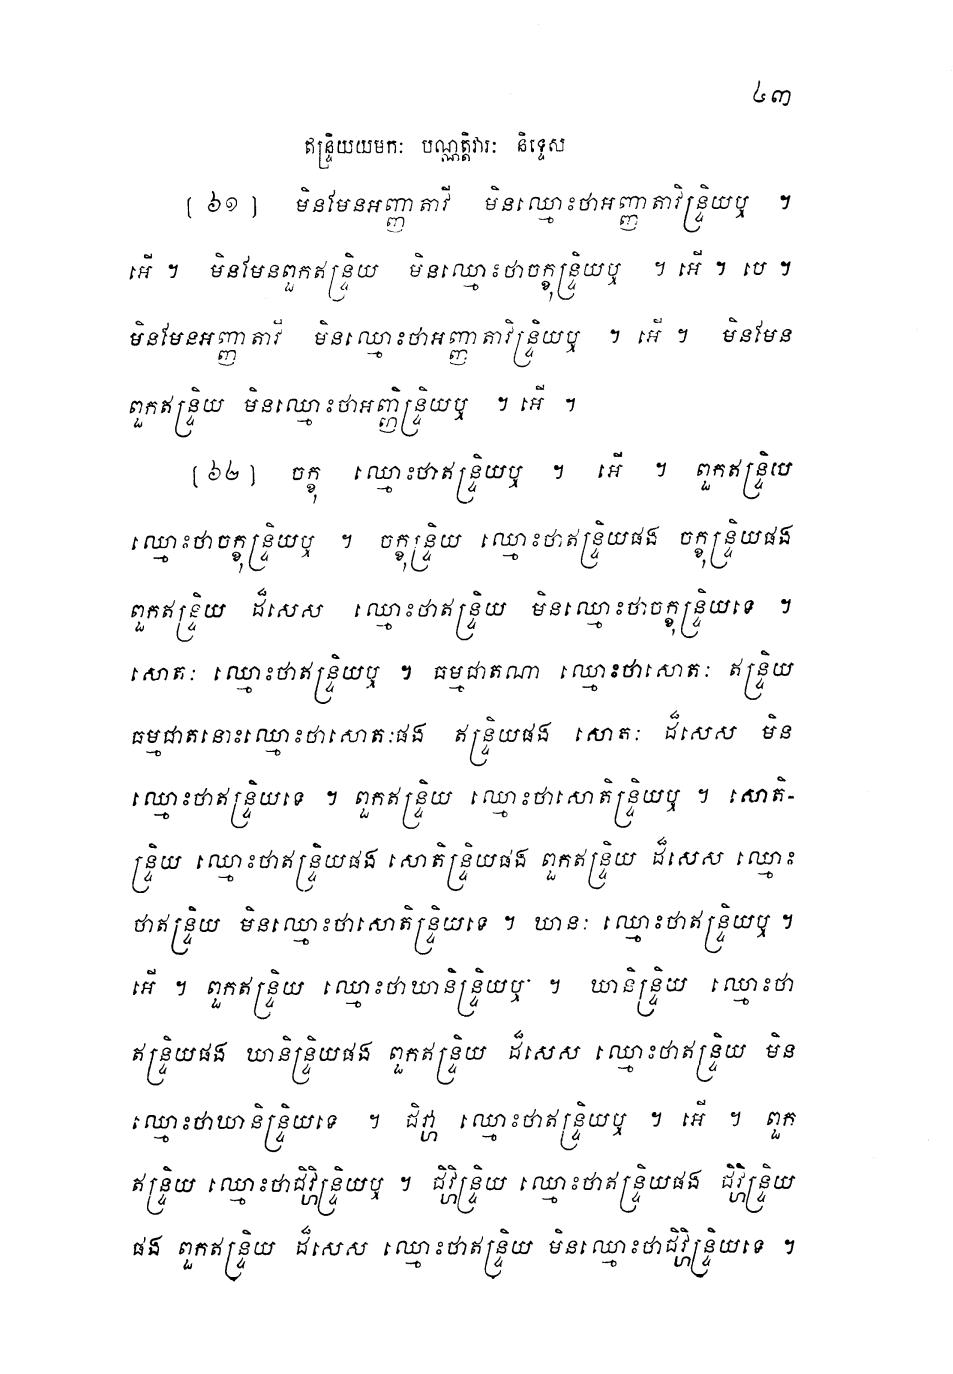 ៤៣
ឥន្ទ្រិយយមកៈ បណ្ណត្តិវារៈ និទ្ទេស
[ ៦១ ] មិនមែនអញ្ញាតាវី មិនឈ្មោះថាអញ្ញាតាវិន្ទ្រិយឬ ។
អើ ។ មិនមែនពួកឥន្ទ្រិយ មិនឈ្មោះថាចក្ខុន្ទ្រិយឬ ។ អើ ។ បេ ។
មិនមែនអញ្ញាតាវី មិនឈ្មោះថាអញ្ញាតាវិន្ទ្រិយឬ ។ អើ ។ មិនមែន
ពួកឥន្ទ្រិយ មិនឈ្មោះថាអញ្ញិន្ទ្រិយឬ ។ អើ ។
[ ៦២ ] ចក្ខុ ឈ្មោះថាឥន្ទ្រិយឬ ។ អើ ។ ពួកឥន្ទ្រិយ
ឈ្មោះថាចក្ខុន្ទ្រិយឬ ។ ចក្ខុន្ទ្រិយ ឈ្មោះថាឥន្ទ្រិយផង ចក្ខុន្ទ្រិយផង
ពួកឥន្ទ្រិយ ដ៏សេស ឈ្មោះថាឥន្ទ្រិយ មិនឈ្មោះថាចក្ខុន្ទ្រិយទេ ។
សោតៈ ឈ្មោះថាឥន្ទ្រិយឬ ។ ធម្មជាតណា ឈ្មោះថាសោតៈ ឥន្ទ្រិយ
ធម្មជាតនោះឈ្មោះថាសោតៈផង ឥន្ទ្រិយផង សោតៈ ដ៏សេស មិន
ឈ្មោះថាឥន្ទ្រិយទេ ។ ពួកឥន្ទ្រិយ ឈ្មោះថាសោតិន្ទ្រិយឬ ។ សោតិ-
ន្ទ្រិយ ឈ្មោះថាឥន្ទ្រិយផង សោតិន្ទ្រិយផង ពួកឥន្ទ្រិយ ដ៏សេស ឈ្មោះ
ថាឥន្ទ្រិយ មិនឈ្មោះថាសោតិន្ទ្រិយទេ ។ ឃានៈ ឈ្មោះថាឥន្ទ្រិយឬ ។
អើ ។ ពួកឥន្ទ្រិយ ឈ្មោះថាឃានិន្ទ្រិយឬ ។ ឃានិន្ទ្រិយ ឈ្មោះថា
ឥន្ទ្រិយផង ឃានិន្ទ្រិយផង ពួកឥន្ទ្រិយ ដ៏សេស ឈ្មោះថាឥន្ទ្រិយ មិន
ឈ្មោះថាឃានិន្ទ្រិយទេ ។ ជិវ្ហា ឈ្មោះថាឥន្ទ្រិយឬ ។ អើ ។ ពួក
ឥន្ទ្រិយ ឈ្មោះថាជិវ្ហិន្ទ្រិយឬ ។ ជិវ្ហិន្ទ្រិយ ឈ្មោះថាឥន្ទ្រិយផង ជិវ្ហិន្ទ្រិយ
ផង ពួកឥន្ទ្រិយ ដ៏សេស ឈ្មោះថាឥន្ទ្រិយ មិនឈ្មោះថាជិវ្ហិន្ទ្រិយទេ ។